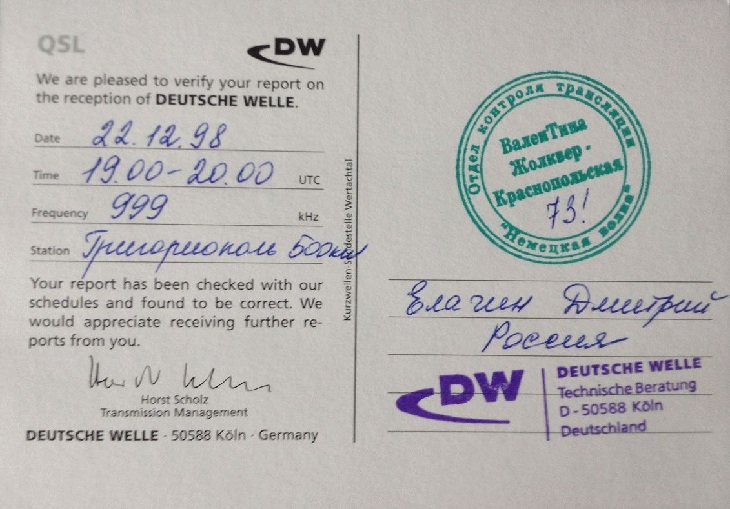 QSL
DW
We are pleased to verify your report on
the reception of DEUTSCHE WELLE.
Date 22.12.98
Time 19.00-20.00 UTC
Frequency 999 kHz
Station Григориополь 500кW
Your report has been checked with our
schedules and found to be correct. We
would appreciate receiving further re-
ports from you.
Horst Scholz
Transmission Management
DEUTSCHE WELLE · 50588 Köln · Germany
Kurzwellen-Sendestelle Wertachtal
Отдел контроля трансляции
ВаленТина
Жолквер-
Краснопольская
73!
"Немецкая волна"
Елагин Дмитрий
Россия
DW
DEUTSCHE WELLE
Technische Beratung
D - 50588 Köln
Deutschland